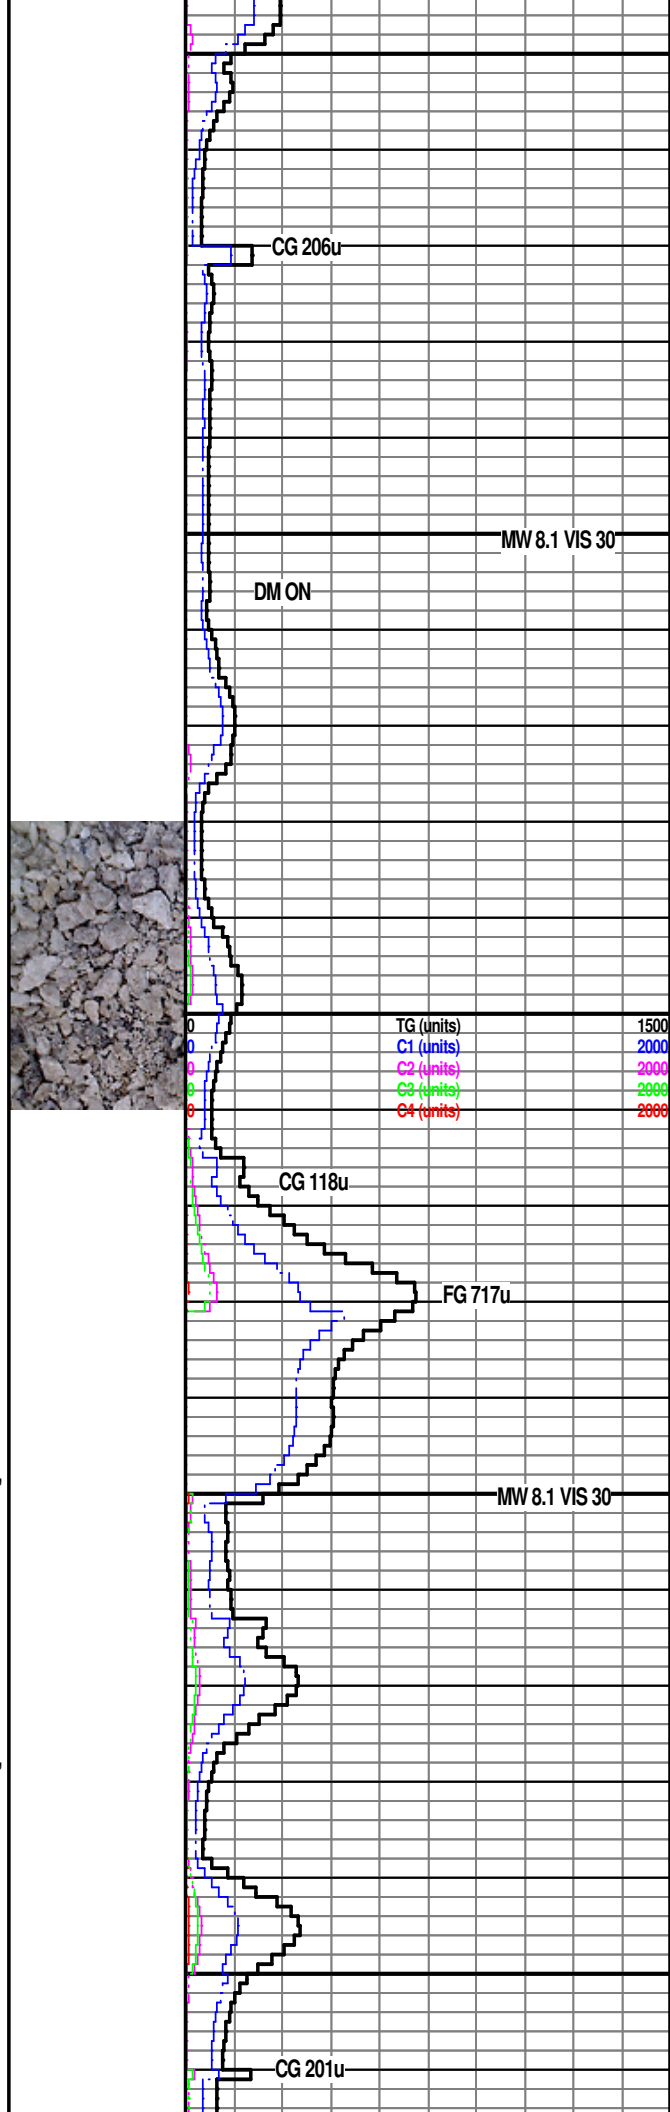 CG 206u
MW 8.1 VIS 30
DM ON
0 TG (units) 1500
0 C1 (units) 2000
0 C2 (units) 2000
0 C3 (units) 2000
0 C4 (units) 2000
CG 118u
FG 717u
MW 8.1 VIS 30
CG 201u